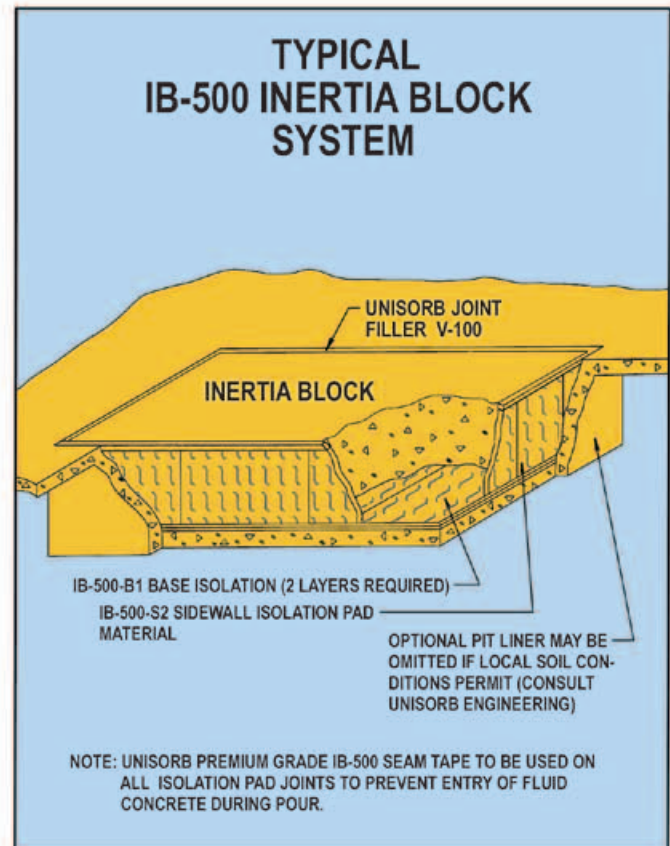 TYPICAL
IB-500 INERTIA BLOCK
SYSTEM
UNISORB JOINT
FILLER V-100
INERTIA BLOCK
IB-500-B1 BASE ISOLATION (2 LAYERS REQUIRED)
IB-500-S2 SIDEWALL ISOLATION PAD
MATERIAL
OPTIONAL PIT LINER MAY BE
OMITTED IF LOCAL SOIL CON-
DITIONS PERMIT (CONSULT
UNISORB ENGINEERING)
NOTE: UNISORB PREMIUM GRADE IB-500 SEAM TAPE TO BE USED ON
ALL ISOLATION PAD JOINTS TO PREVENT ENTRY OF FLUID
CONCRETE DURING POUR.